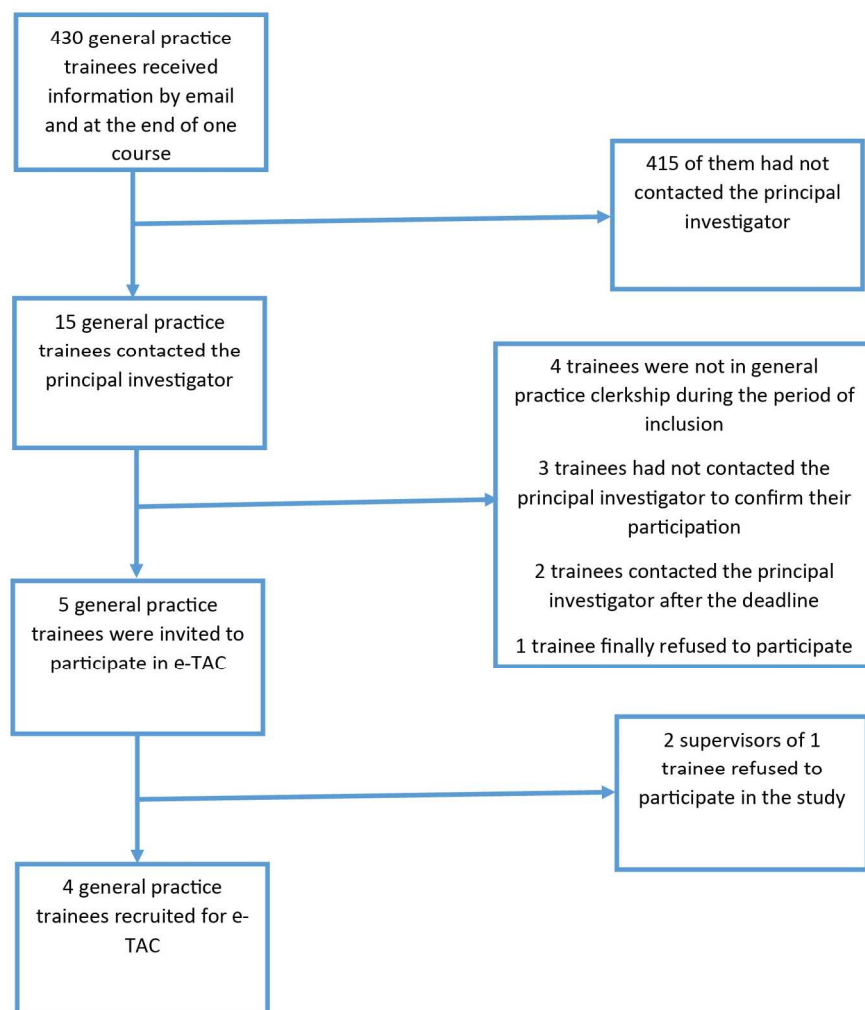 430 general practice
trainees received
information by email
and at the end of one
course
415 of them had not
contacted the principal
investigator
15 general practice
trainees contacted the
principal investigator
4 trainees were not in general
practice clerkship during the period of
inclusion
3 trainees had not contacted the
principal investigator to confirm their
participation
2 trainees contacted the principal
investigator after the deadline
1 trainee finally refused to participate
5 general practice
trainees were invited to
participate in e-TAC
2 supervisors of 1
trainee refused to
participate in the study
4 general practice
trainees recruited for e-
TAC